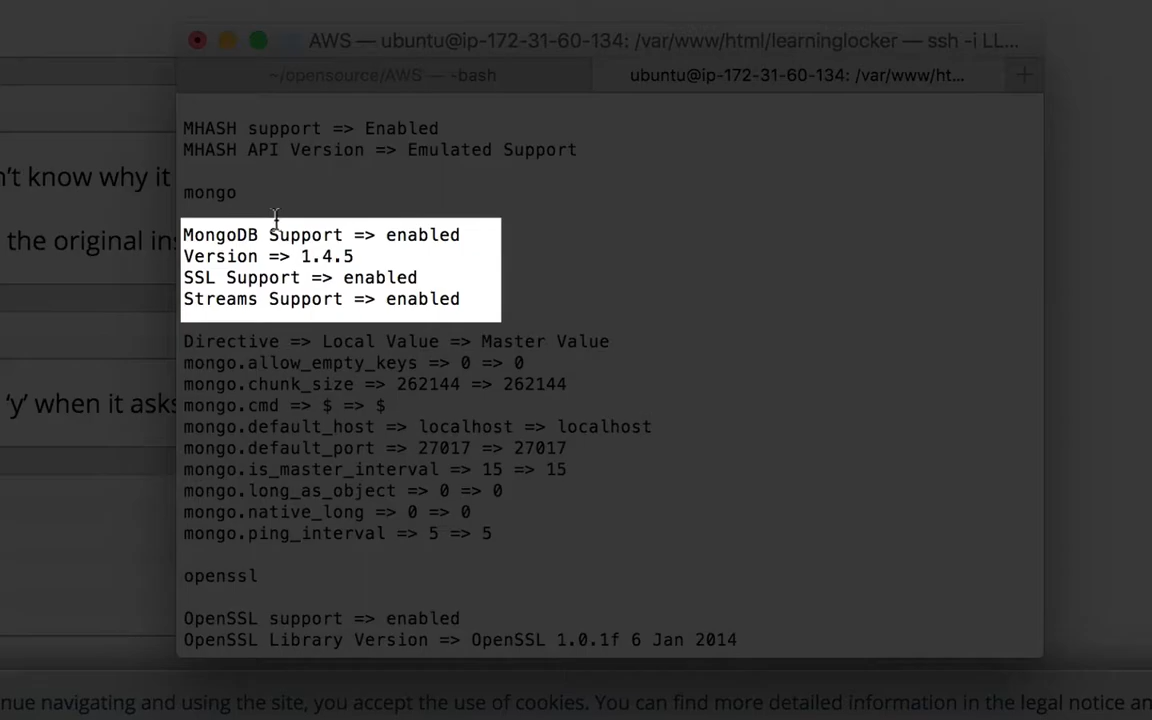 AWS — ubuntu@ip-172-31-60-134: /var/www/html/learninglocker — ssh -i LL...
~/opensource/AWS — -bash
ubuntu@ip-172-31-60-134: /var/www/ht...
MHASH support => Enabled
MHASH API Version => Emulated Support
mongo
MongoDB Support => enabled
Version => 1.4.5
SSL Support => enabled
Streams Support => enabled
Directive => Local Value => Master Value
mongo.allow_empty_keys => 0 => 0
mongo.chunk_size => 262144 => 262144
mongo.cmd => $ => $
mongo.default_host => localhost => localhost
mongo.default_port => 27017 => 27017
mongo.is_master_interval => 15 => 15
mongo.long_as_object => 0 => 0
mongo.native_long => 0 => 0
mongo.ping_interval => 5 => 5
openssl
OpenSSL support => enabled
OpenSSL Library Version => OpenSSL 1.0.1f 6 Jan 2014
n't know why it
the original ins
'y' when it asks
nue navigating and using the site, you accept the use of cookies. You can find more detailed information in the legal notice an